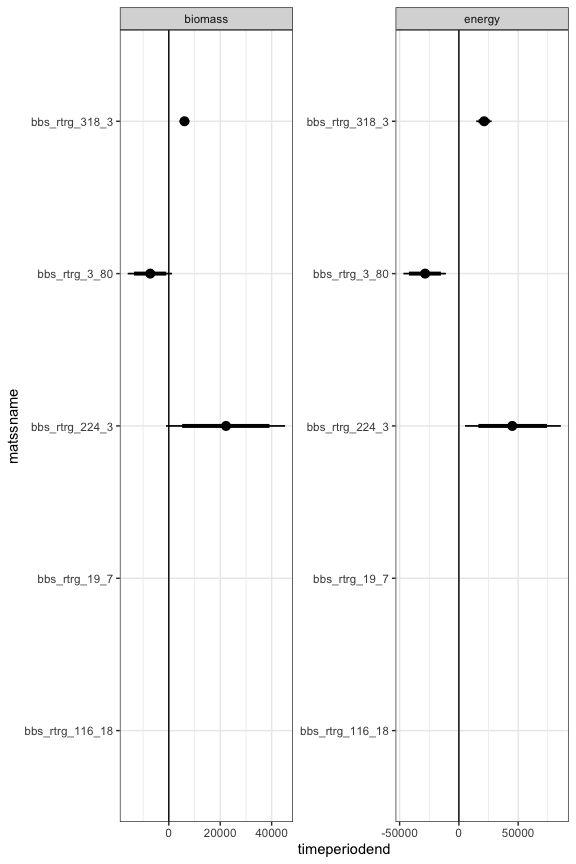 biomass
energy
bbs_rtrg_318_3
bbs_rtrg_318_3
bbs_rtrg_3_80
bbs_rtrg_3_80
matssname
bbs_rtrg_224_3
bbs_rtrg_224_3
bbs_rtrg_19_7
bbs_rtrg_19_7
bbs_rtrg_116_18
bbs_rtrg_116_18
0 20000 40000
-50000 0 50000
timeperiodend